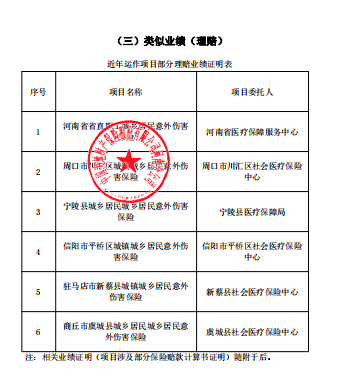 （三）类似业绩（理赔）
近年运作项目部分理赔业绩证明表
序号 项目名称 项目委托人
1 河南省省直 城乡居民意外伤害保险 河南省医疗保障服务中心
2 周口市川汇区城镇城乡居民意外伤
害保险 周口市川汇区社会医疗保险
中心
3 宁陵县城乡居民城乡居民意外伤害
保险 宁陵县医疗保障局
4 信阳市平桥区城镇城乡居民意外伤
害保险 信阳市平桥区社会医疗保险
中心
5 驻马店市新蔡县城镇城乡居民意外
伤害保险 新蔡县社会医疗保险中心
6 商丘市虞城县城乡居民城乡居民意
外伤害保险 虞城县社会医疗保险中心
注：相关业绩证明（项目涉及部分保险赔款计算书证明）随附于后。